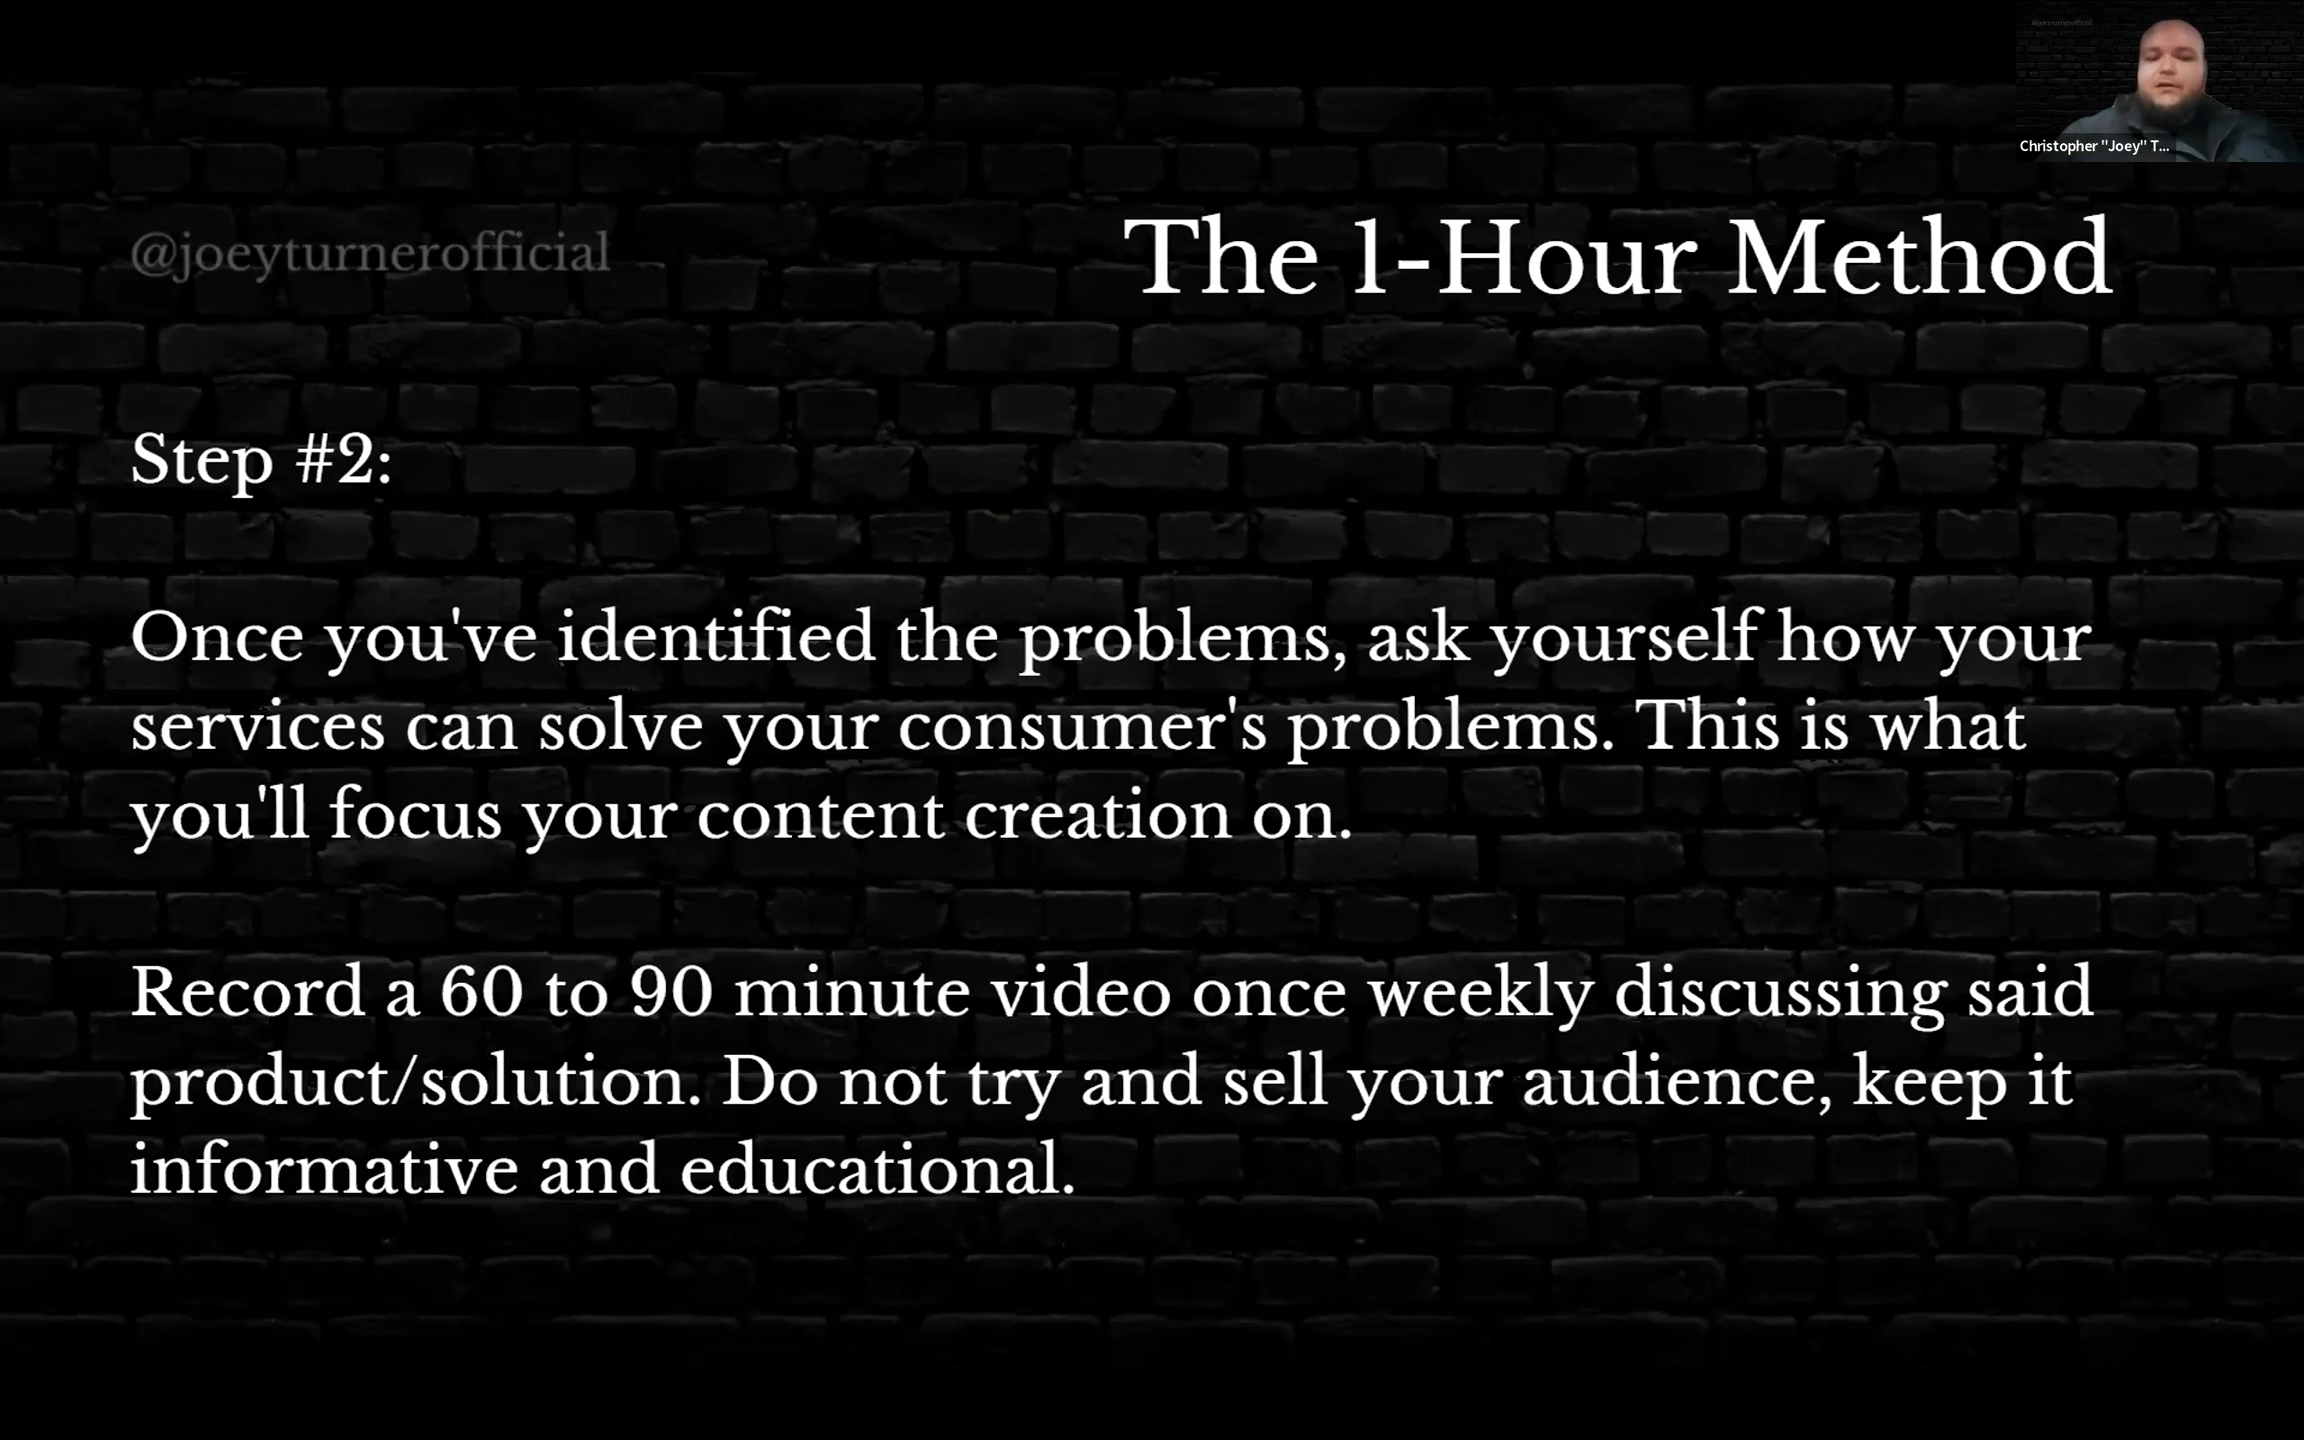 @joeyturnerofficial
Christopher "Joey" T...
@joeyturnerofficial
The 1-Hour Method
Step #2:
Once you've identified the problems, ask yourself how your
services can solve your consumer's problems. This is what
you'll focus your content creation on.
Record a 60 to 90 minute video once weekly discussing said
product/solution. Do not try and sell your audience, keep it
informative and educational.